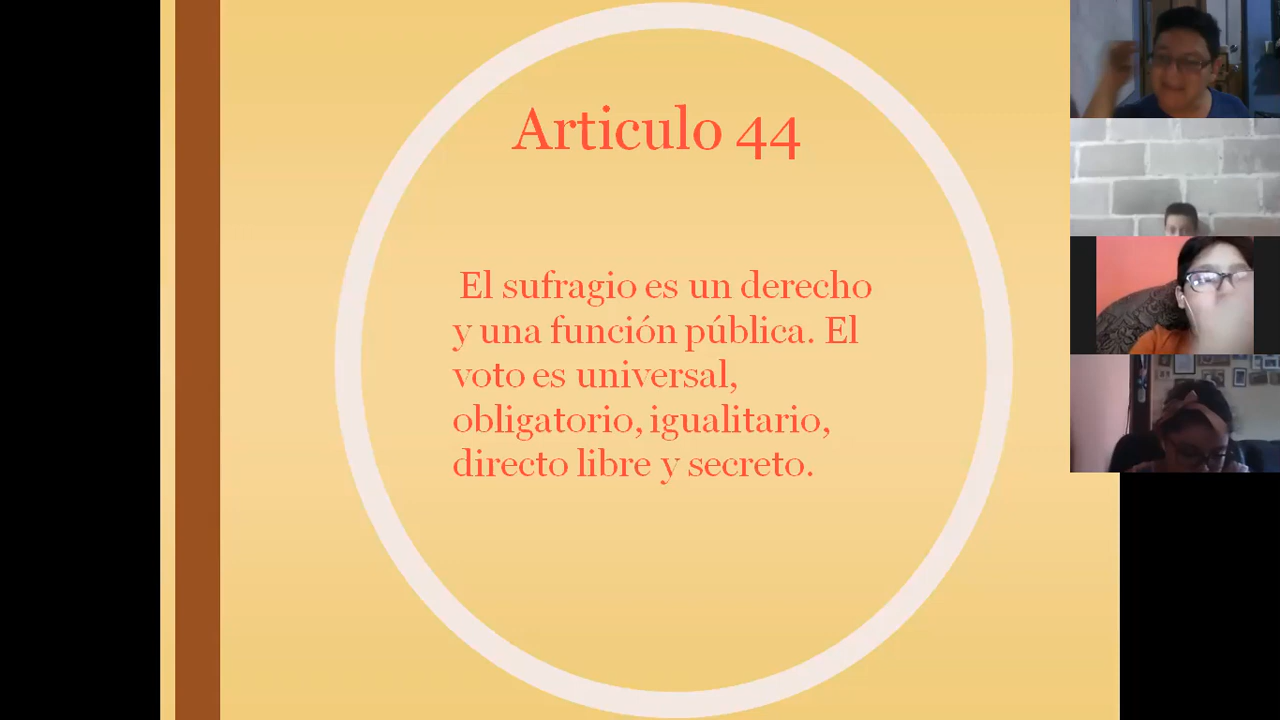 Articulo 44
El sufragio es un derecho
y una función pública. El
voto es universal,
obligatorio, igualitario,
directo libre y secreto.